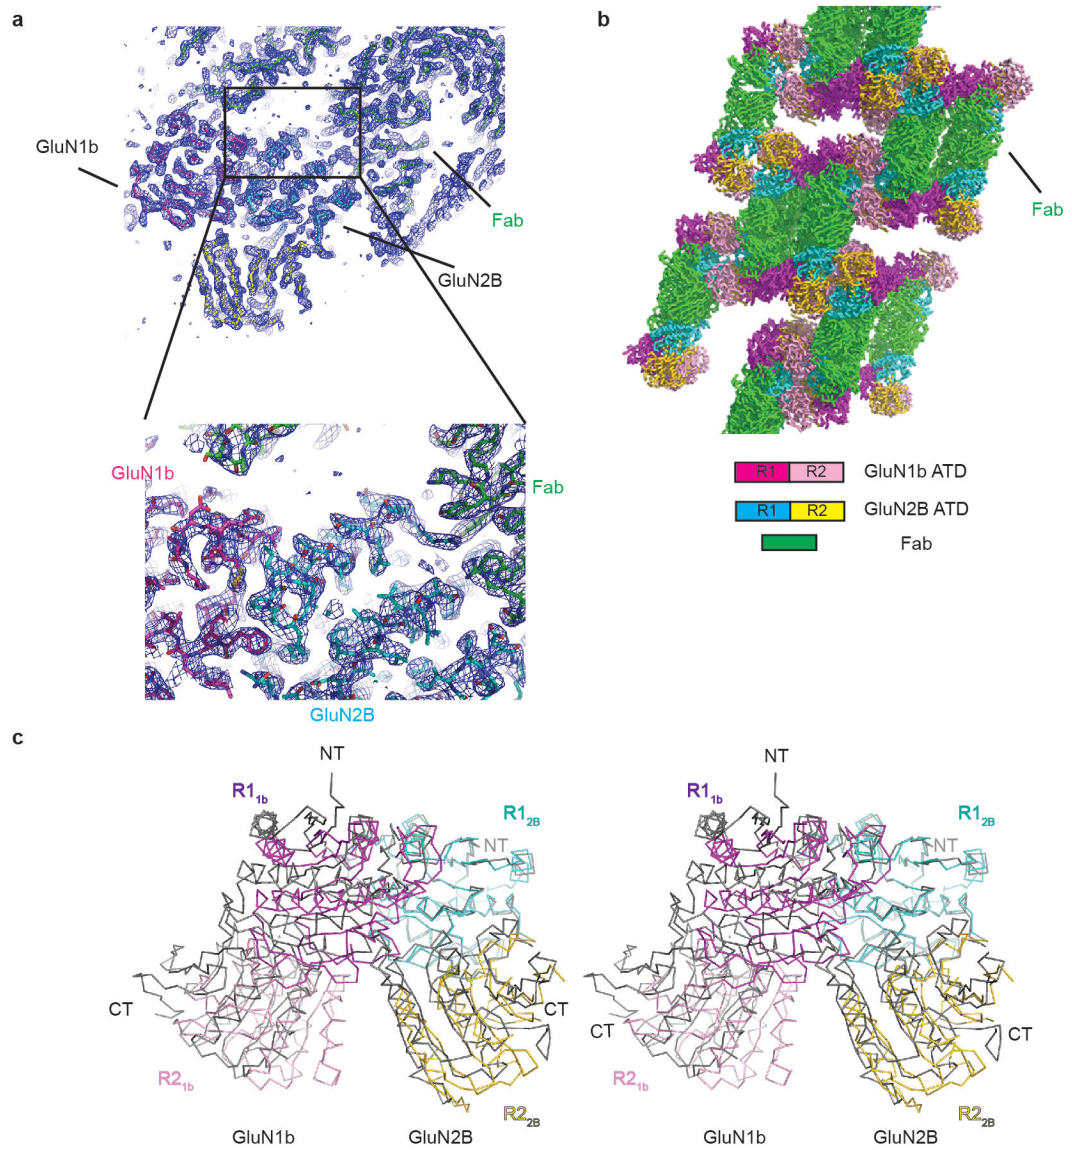 a
GluN1b
Fab
GluN2B
GluN1b
Fab
GluN2B
b
Fab
R1 R2 GluN1b ATD
R1 R2 GluN2B ATD
Fab
c
NT
R11b
R12B
NT
CT
CT
R21b
R22B
GluN1b
GluN2B
NT
R11b
R12B
NT
CT
CT
R21b
R22B
GluN1b
GluN2B